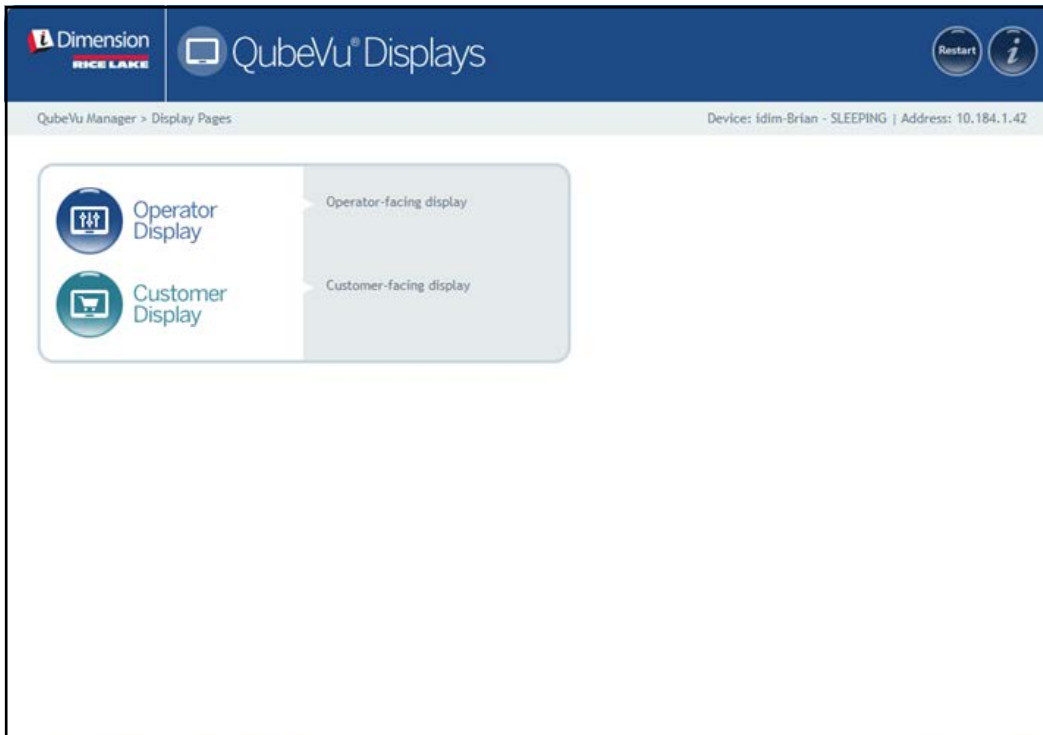 i Dimension
RICE LAKE
QubeVu® Displays
Restart
i
QubeVu Manager > Display Pages
Device: idim-Brian - SLEEPING | Address: 10.184.1.42
Operator
Display
Operator-facing display
Customer
Display
Customer-facing display